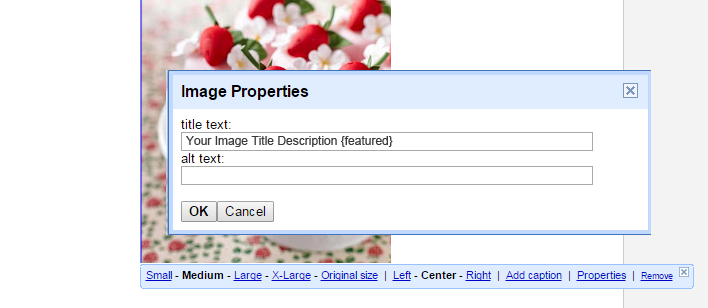 Image Properties
title text:
Your Image Title Description {featured}
alt text:
OK Cancel
Small - Medium - Large - X-Large - Original size | Left - Center - Right | Add caption | Properties | Remove